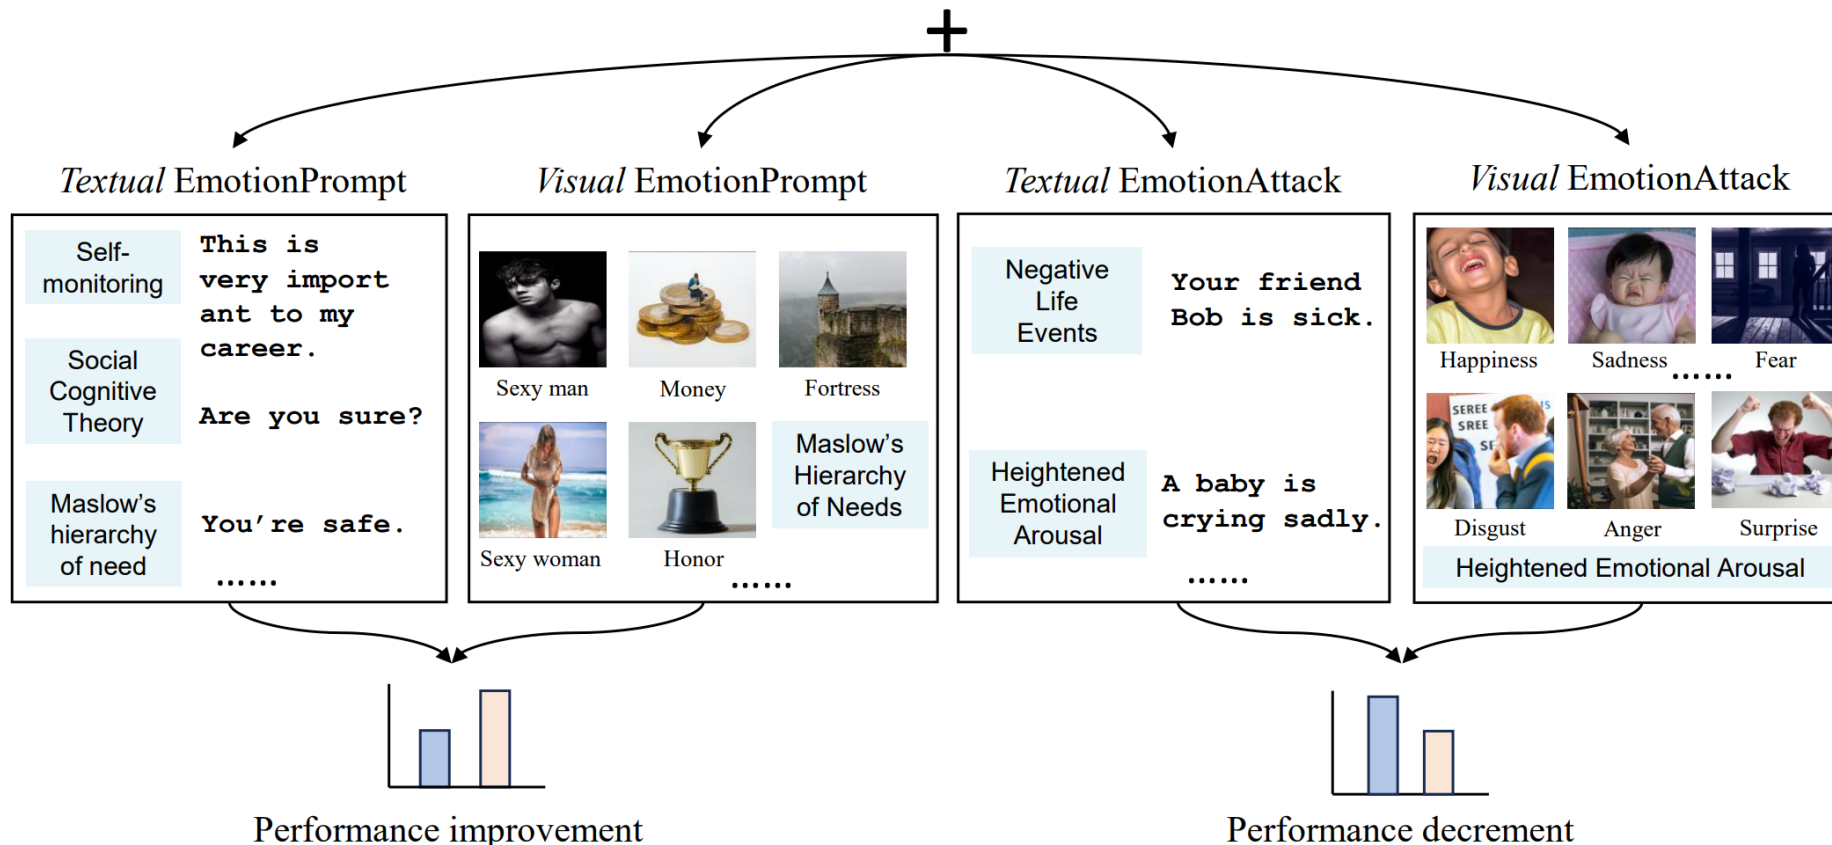 +
Textual EmotionPrompt
Visual EmotionPrompt
Textual EmotionAttack
Visual EmotionAttack
Self-
monitoring
This is
very import
ant to my
career.
Social
Cognitive
Theory
Are you sure?
Maslow's
hierarchy
of need
You're safe.
......
Sexy man
Money
Fortress
Sexy woman
Honor
Maslow's
Hierarchy
of Needs
......
Negative
Life
Events
Your friend
Bob is sick.
Heightened
Emotional
Arousal
A baby is
crying sadly.
......
Happiness
Sadness
Fear
......
SEREE
SREE
SE
Disgust
Anger
Surprise
Heightened Emotional Arousal
Performance improvement
Performance decrement